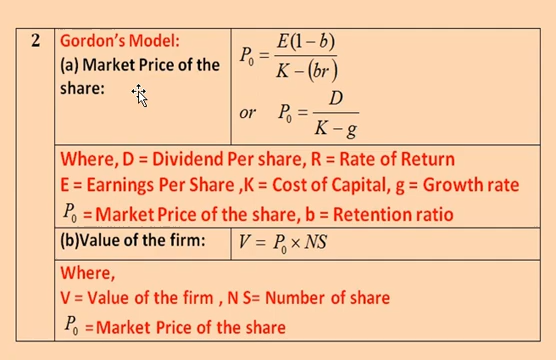 2
Gordon's Model:
(a) Market Price of the
share:
P₀ = E(1 − b) / K − (br)
or P₀ = D / K − g
Where, D = Dividend Per share, R = Rate of Return
E = Earnings Per Share ,K = Cost of Capital, g = Growth rate
P₀ = Market Price of the share, b = Retention ratio
(b)Value of the firm:
V = P₀ × NS
Where,
V = Value of the firm , N S= Number of share
P₀ = Market Price of the share